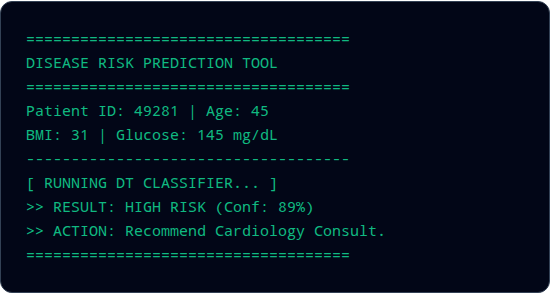 ====================================
DISEASE RISK PREDICTION TOOL
====================================
Patient ID: 49281 | Age: 45
BMI: 31 | Glucose: 145 mg/dL
------------------------------------
[ RUNNING DT CLASSIFIER... ]
>> RESULT: HIGH RISK (Conf: 89%)
>> ACTION: Recommend Cardiology Consult.
====================================